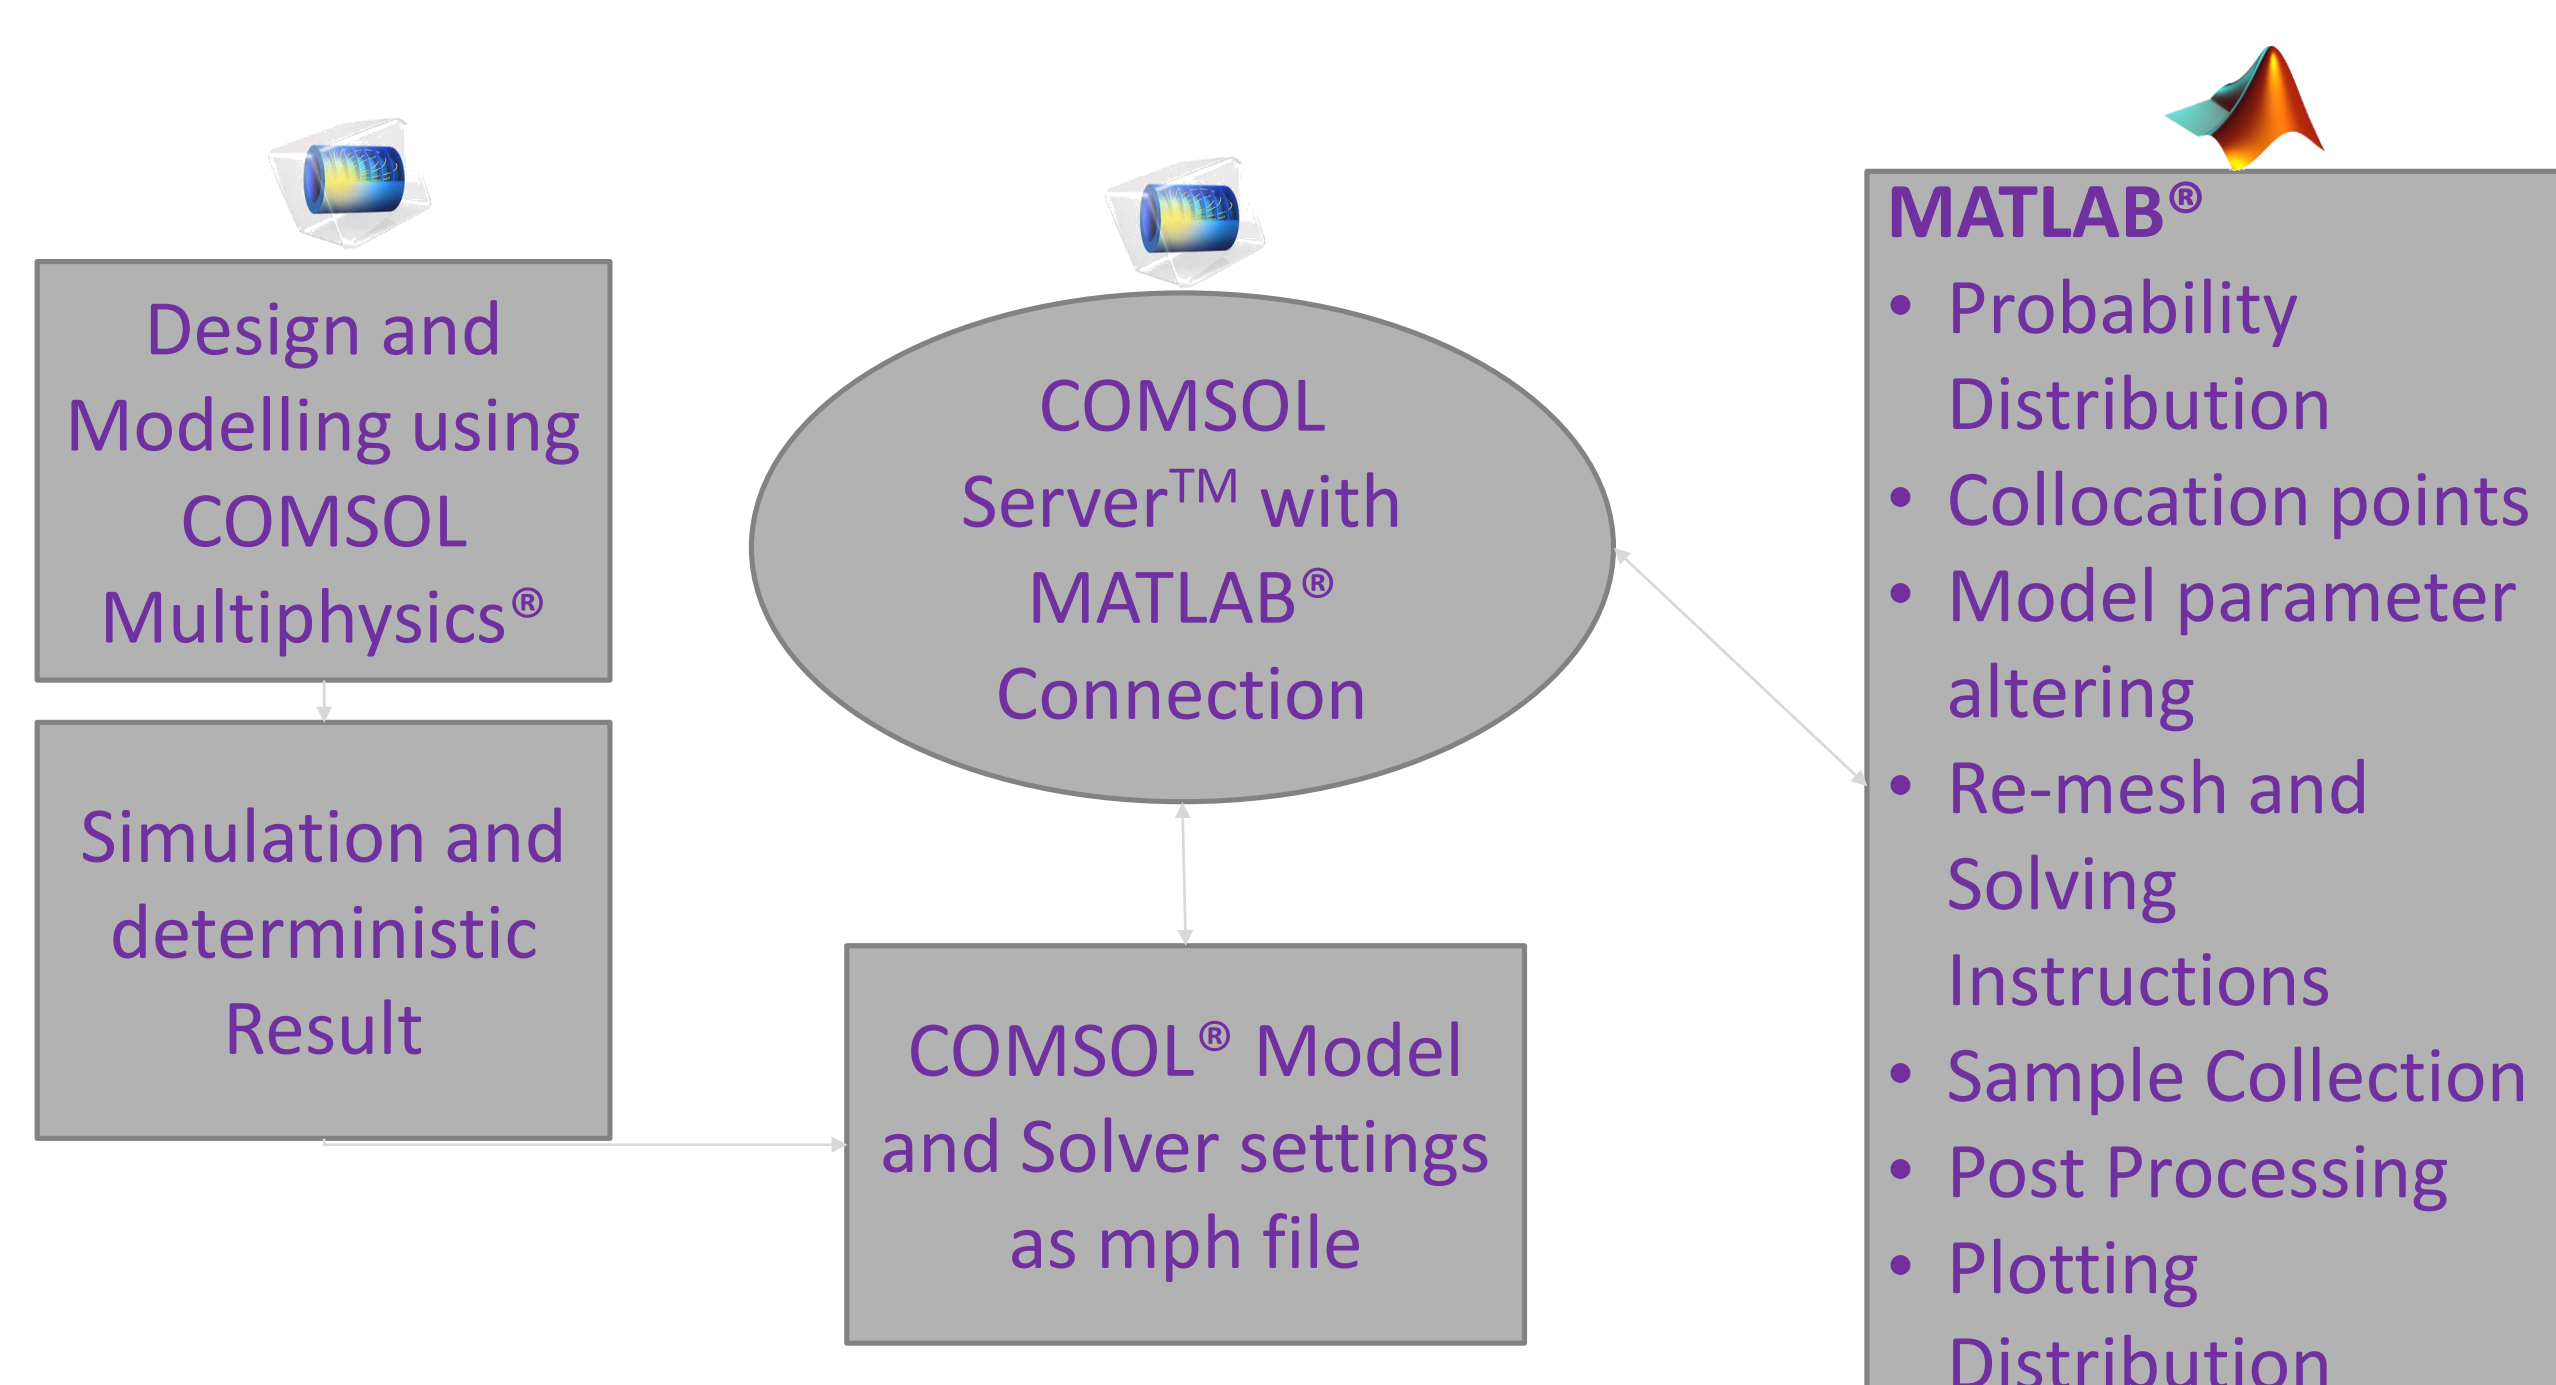 Design and
Modelling using
COMSOL
Multiphysics®
Simulation and
deterministic
Result
COMSOL
Server™ with
MATLAB®
Connection
COMSOL® Model
and Solver settings
as mph file
MATLAB®
• Probability
Distribution
• Collocation points
• Model parameter
altering
• Re-mesh and
Solving
Instructions
• Sample Collection
• Post Processing
• Plotting
Distribution